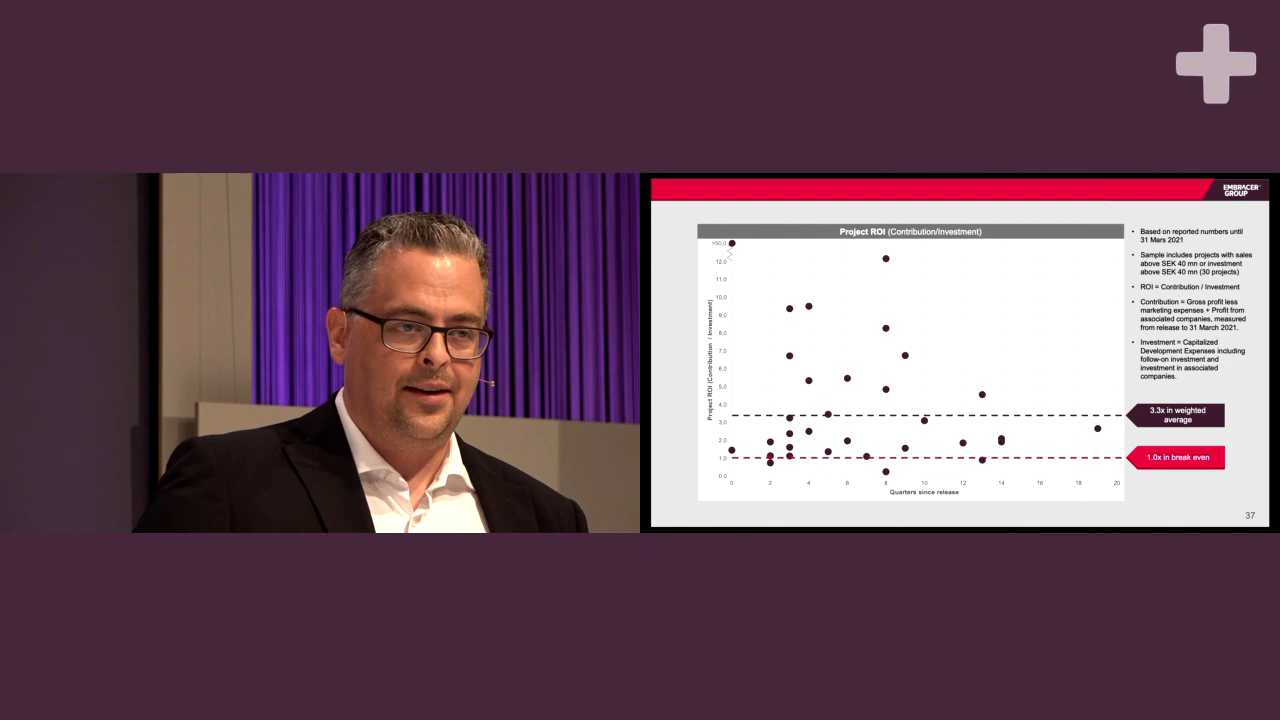 EMBRACER
GROUP
Project ROI (Contribution/Investment)
>50,0
12,0
11,0
10,0
9,0
8,0
7,0
6,0
5,0
4,0
3,0
2,0
1,0
0,0
Project ROI (Contribution / Investment)
0 2 4 6 8 10 12 14 16 18 20
Quarters since release
• Based on reported numbers until
31 Mars 2021
• Sample includes projects with sales
above SEK 40 mn or investment
above SEK 40 mn (30 projects)
• ROI = Contribution / Investment
• Contribution = Gross profit less
marketing expenses + Profit from
associated companies, measured
from release to 31 March 2021.
• Investment = Capitalized
Development Expenses including
follow-on investment and
investment in associated
companies.
3.3x in weighted
average
1.0x in break even
37